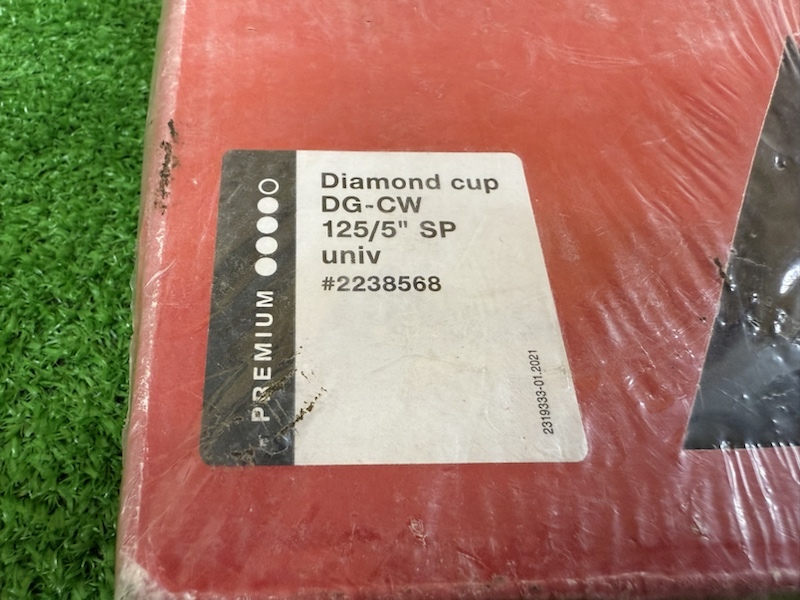 PREMIUM
Diamond cup
DG-CW
125/5" SP
univ
#2238568
2319333-01.2021